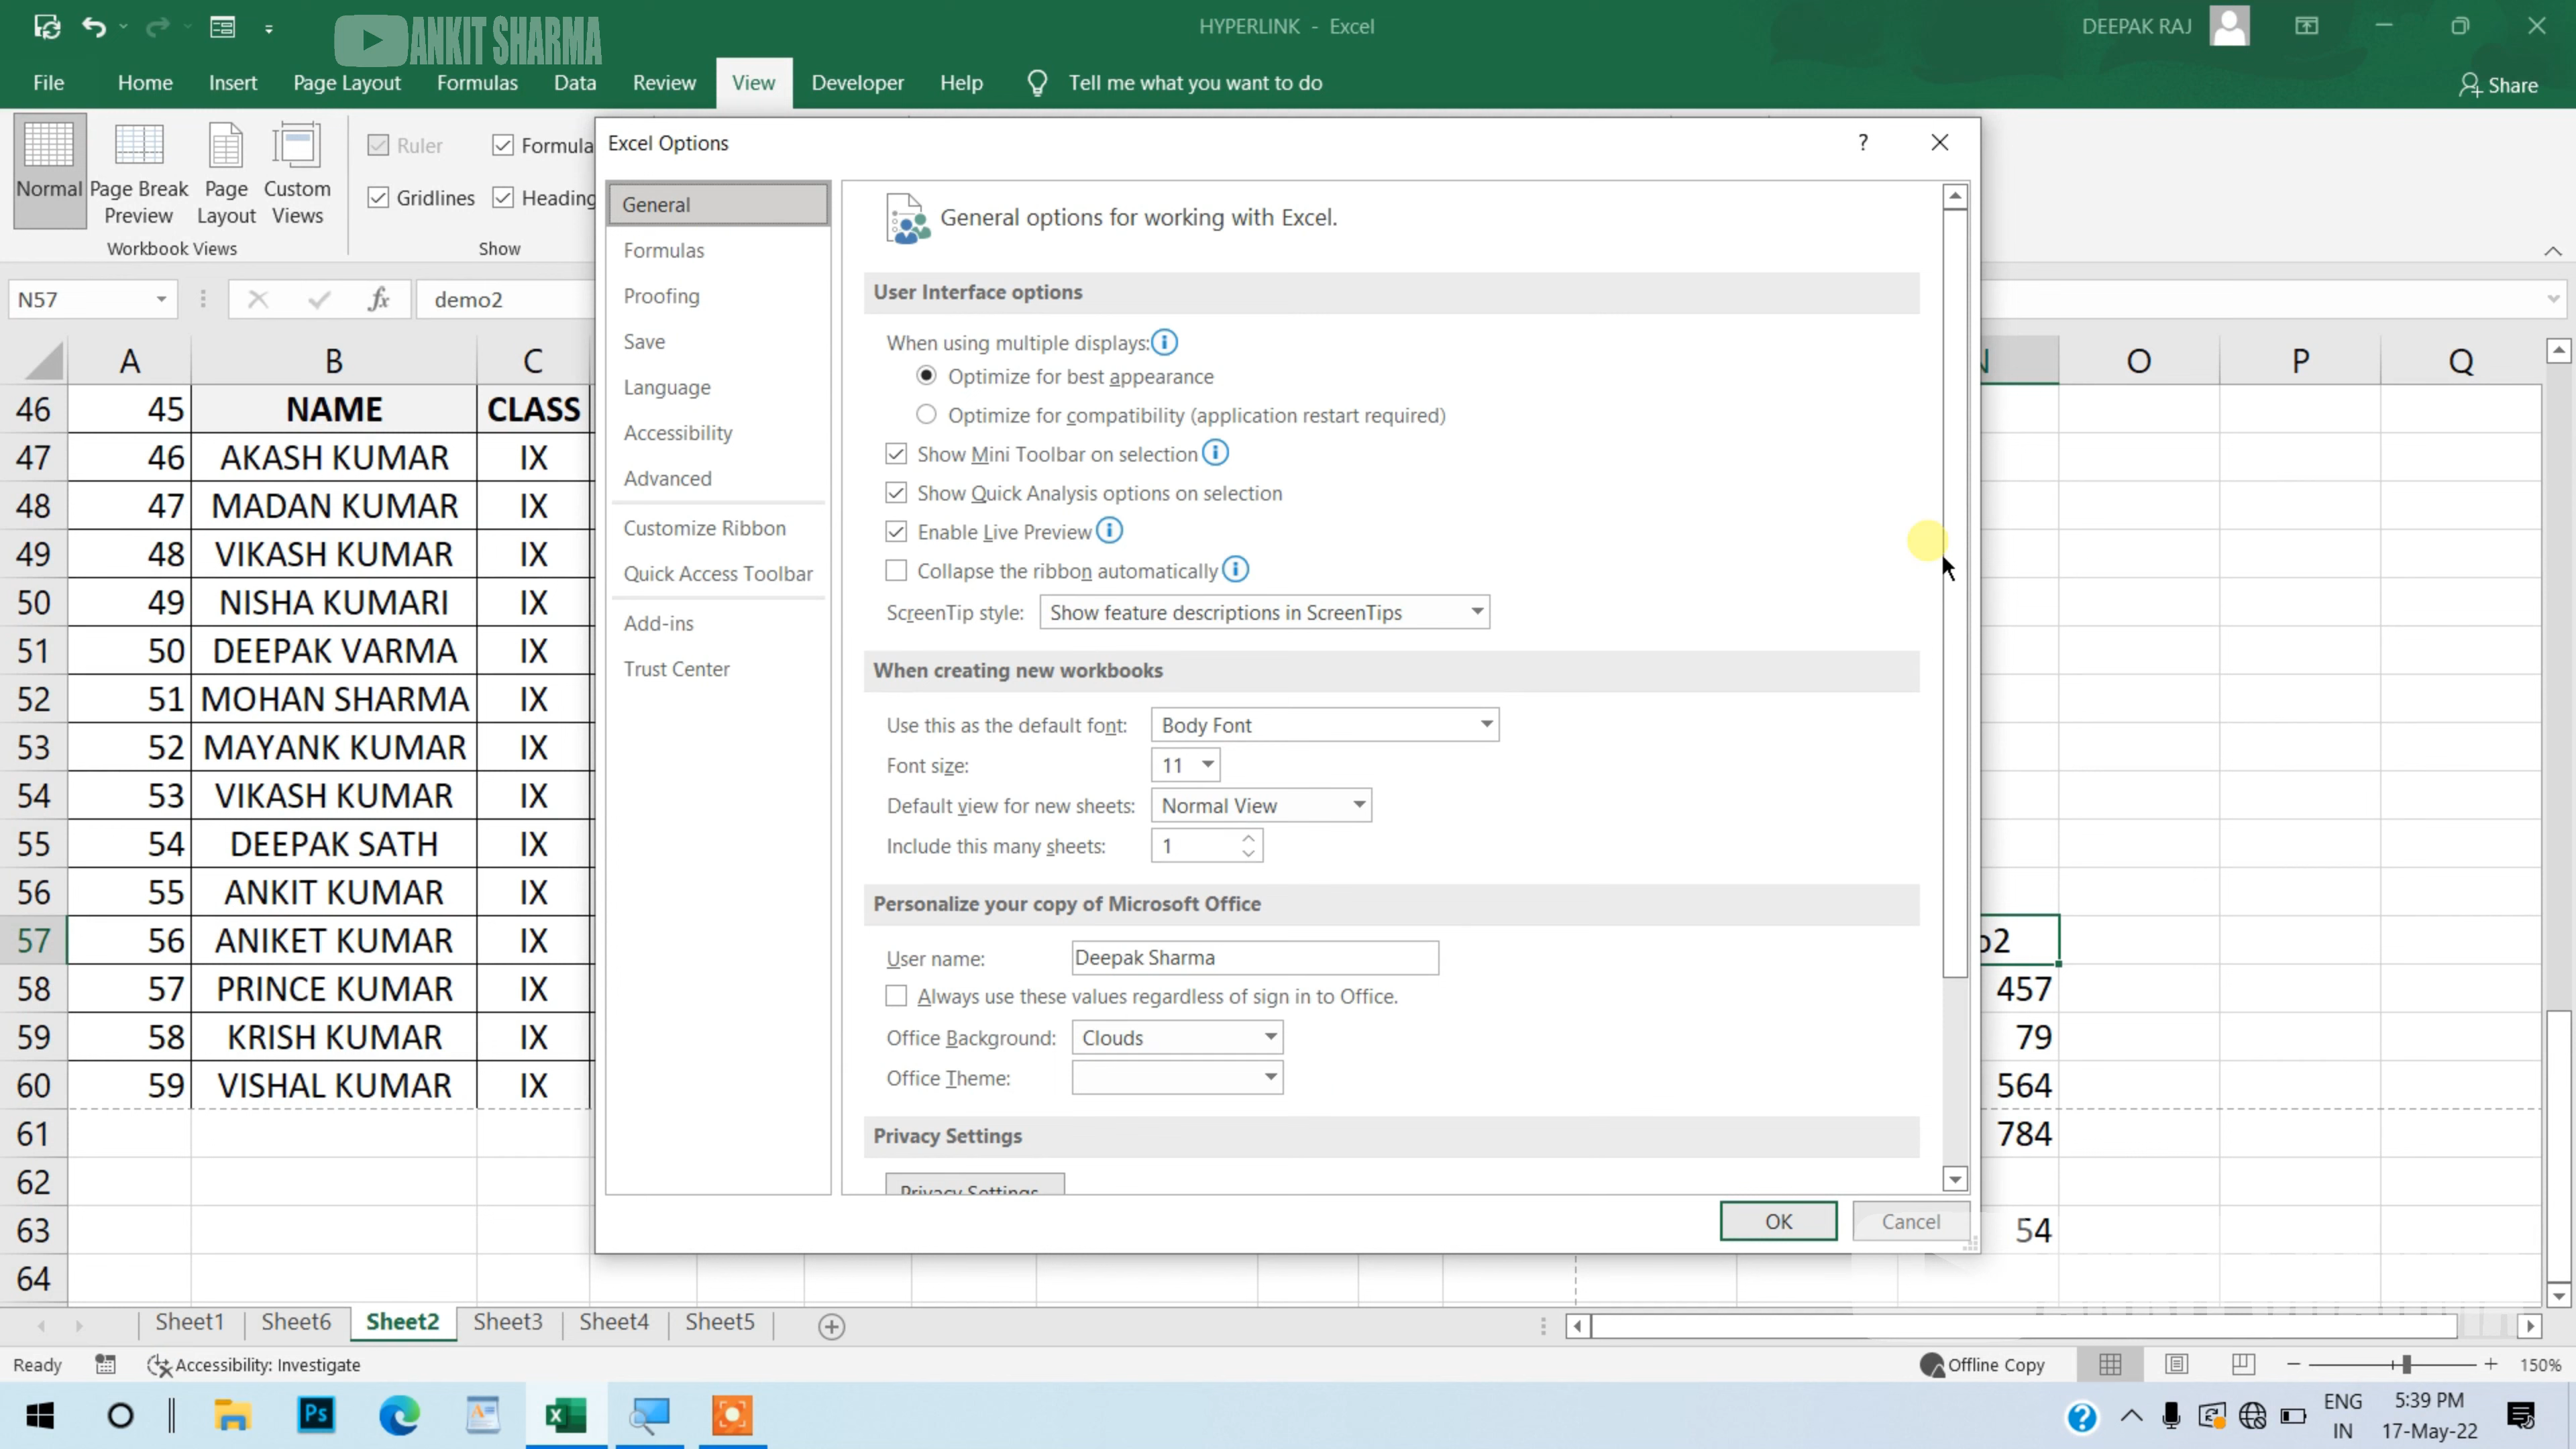 ANKIT SHARMA
HYPERLINK - Excel
DEEPAK RAJ
File Home Insert Page Layout Formulas Data Review View Developer Help Tell me what you want to do Share
Normal
Page Break Preview
Page Layout
Custom Views
Workbook Views
Ruler
Formula
Gridlines
Heading
Show
N57
fx
demo2
A B C N O P Q
46 45 NAME CLASS
47 46 AKASH KUMAR IX
48 47 MADAN KUMAR IX
49 48 VIKASH KUMAR IX
50 49 NISHA KUMARI IX
51 50 DEEPAK VARMA IX
52 51 MOHAN SHARMA IX
53 52 MAYANK KUMAR IX
54 53 VIKASH KUMAR IX
55 54 DEEPAK SATH IX
56 55 ANKIT KUMAR IX
57 56 ANIKET KUMAR IX o2
58 57 PRINCE KUMAR IX 457
59 58 KRISH KUMAR IX 79
60 59 VISHAL KUMAR IX 564
61 784
62
63 54
64
Excel Options
?
General
Formulas
Proofing
Save
Language
Accessibility
Advanced
Customize Ribbon
Quick Access Toolbar
Add-ins
Trust Center
General options for working with Excel.
User Interface options
When using multiple displays:
Optimize for best appearance
Optimize for compatibility (application restart required)
Show Mini Toolbar on selection
Show Quick Analysis options on selection
Enable Live Preview
Collapse the ribbon automatically
ScreenTip style: Show feature descriptions in ScreenTips
When creating new workbooks
Use this as the default font: Body Font
Font size: 11
Default view for new sheets: Normal View
Include this many sheets: 1
Personalize your copy of Microsoft Office
User name: Deepak Sharma
Always use these values regardless of sign in to Office.
Office Background: Clouds
Office Theme:
Privacy Settings
Privacy Settings
OK Cancel
Sheet1 Sheet6 Sheet2 Sheet3 Sheet4 Sheet5
Ready Accessibility: Investigate Offline Copy 150%
Ps
ENG 5:39 PM
IN 17-May-22